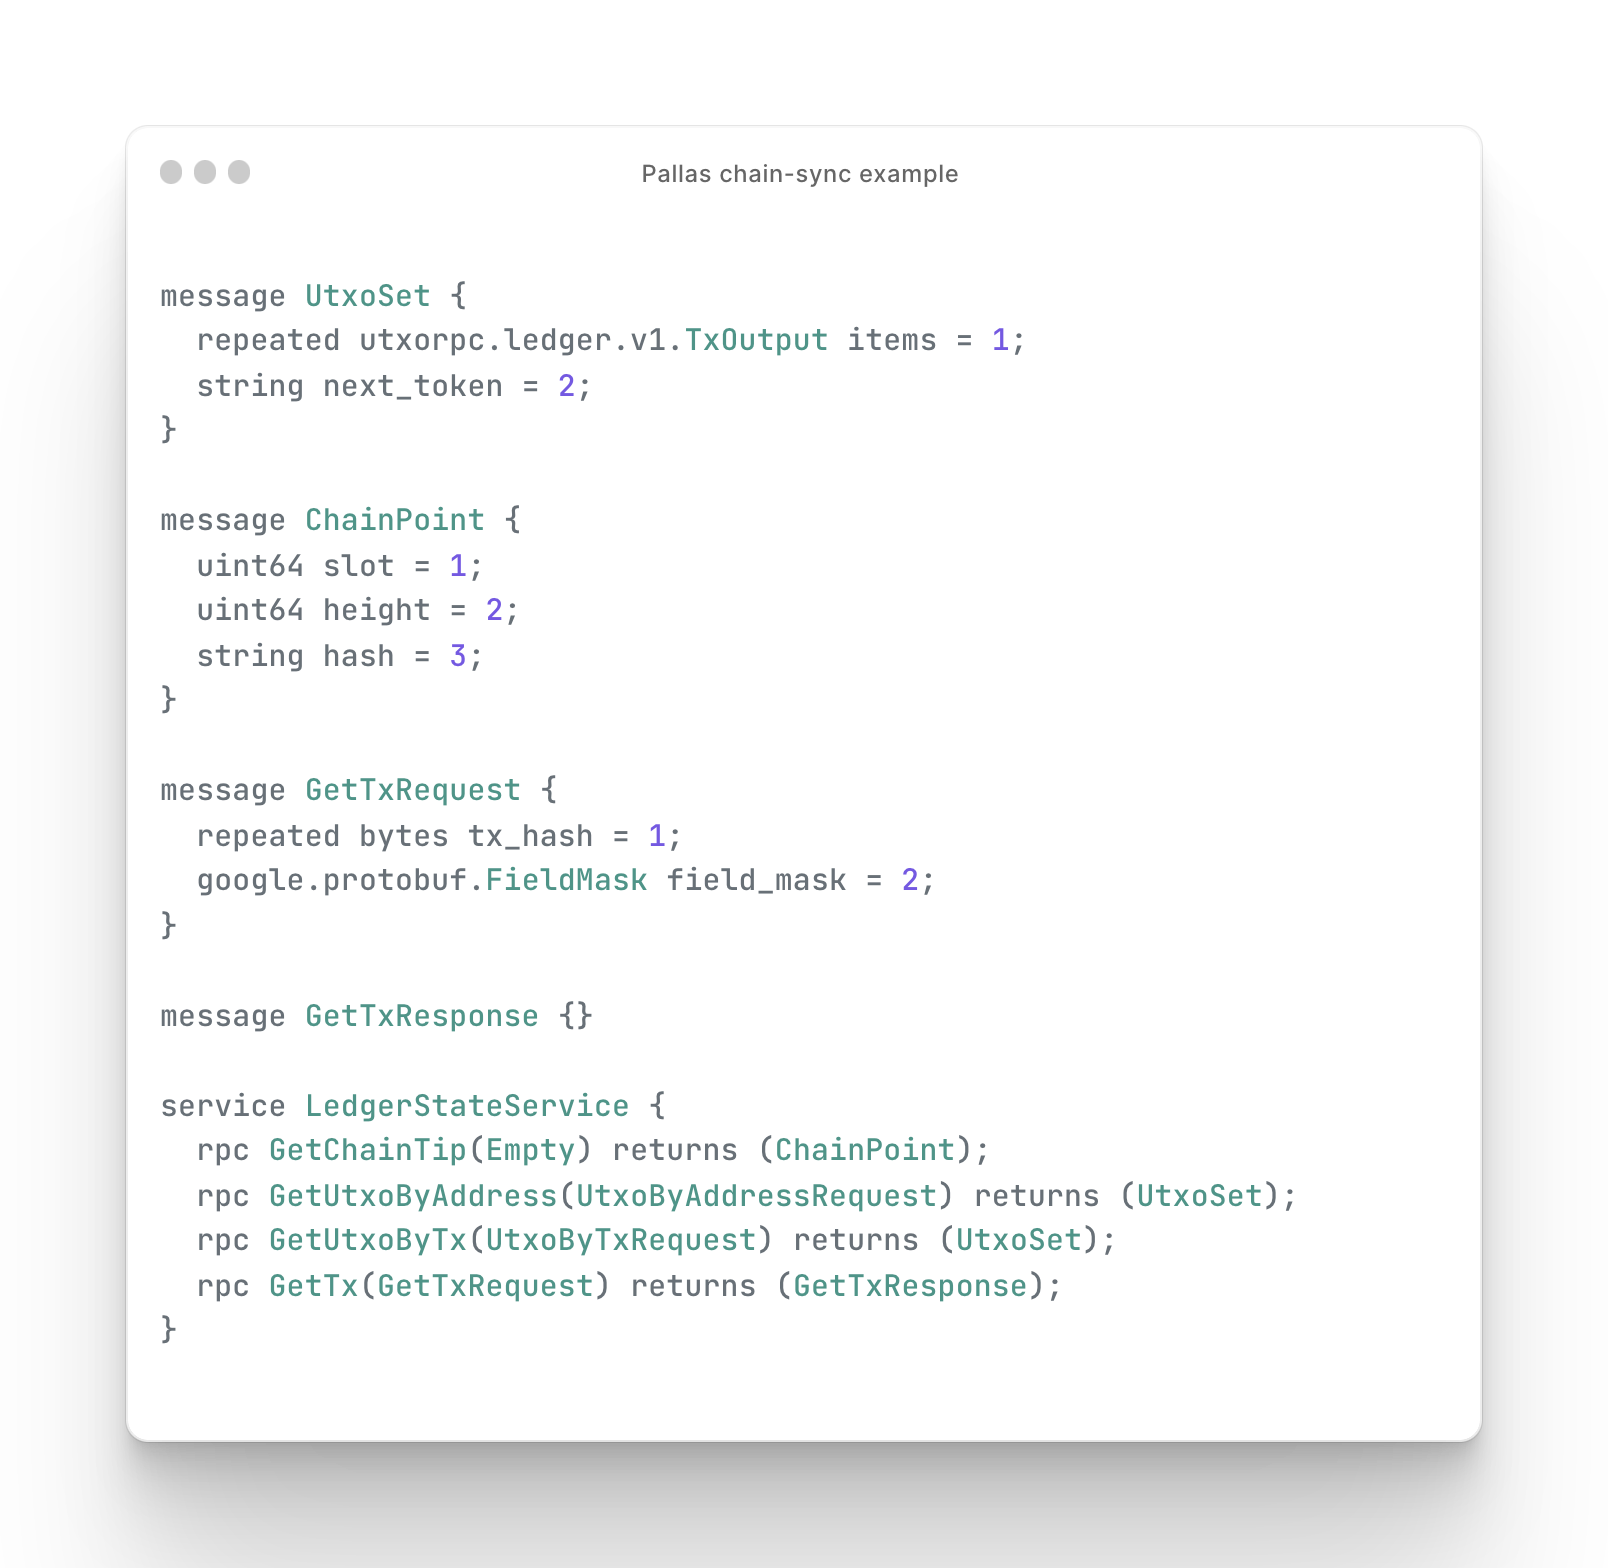 Pallas chain-sync example
message UtxoSet {
  repeated utxorpc.ledger.v1.TxOutput items = 1;
  string next_token = 2;
}
message ChainPoint {
  uint64 slot = 1;
  uint64 height = 2;
  string hash = 3;
}
message GetTxRequest {
  repeated bytes tx_hash = 1;
  google.protobuf.FieldMask field_mask = 2;
}
message GetTxResponse {}
service LedgerStateService {
  rpc GetChainTip(Empty) returns (ChainPoint);
  rpc GetUtxoByAddress(UtxoByAddressRequest) returns (UtxoSet);
  rpc GetUtxoByTx(UtxoByTxRequest) returns (UtxoSet);
  rpc GetTx(GetTxRequest) returns (GetTxResponse);
}